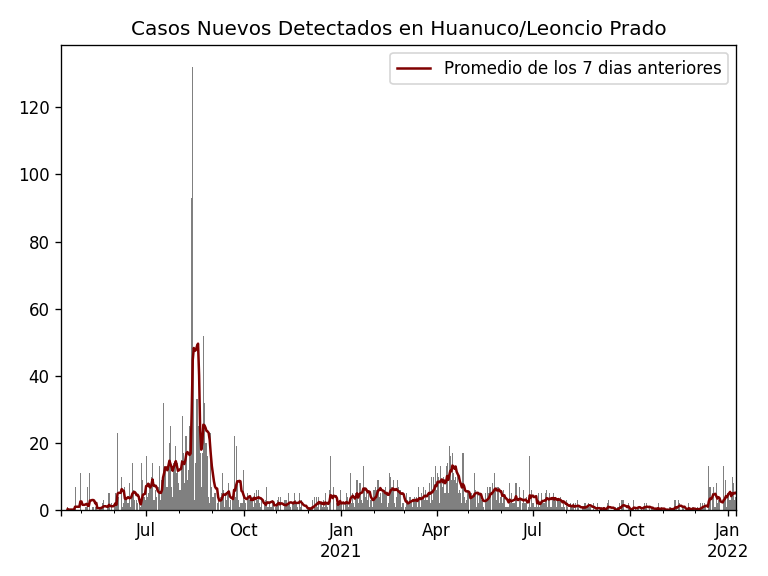 Casos Nuevos Detectados en Huanuco/Leoncio Prado
Promedio de los 7 dias anteriores
120
100
80
60
40
20
0
Jul Oct Jan Apr Jul Oct Jan
2021 2022